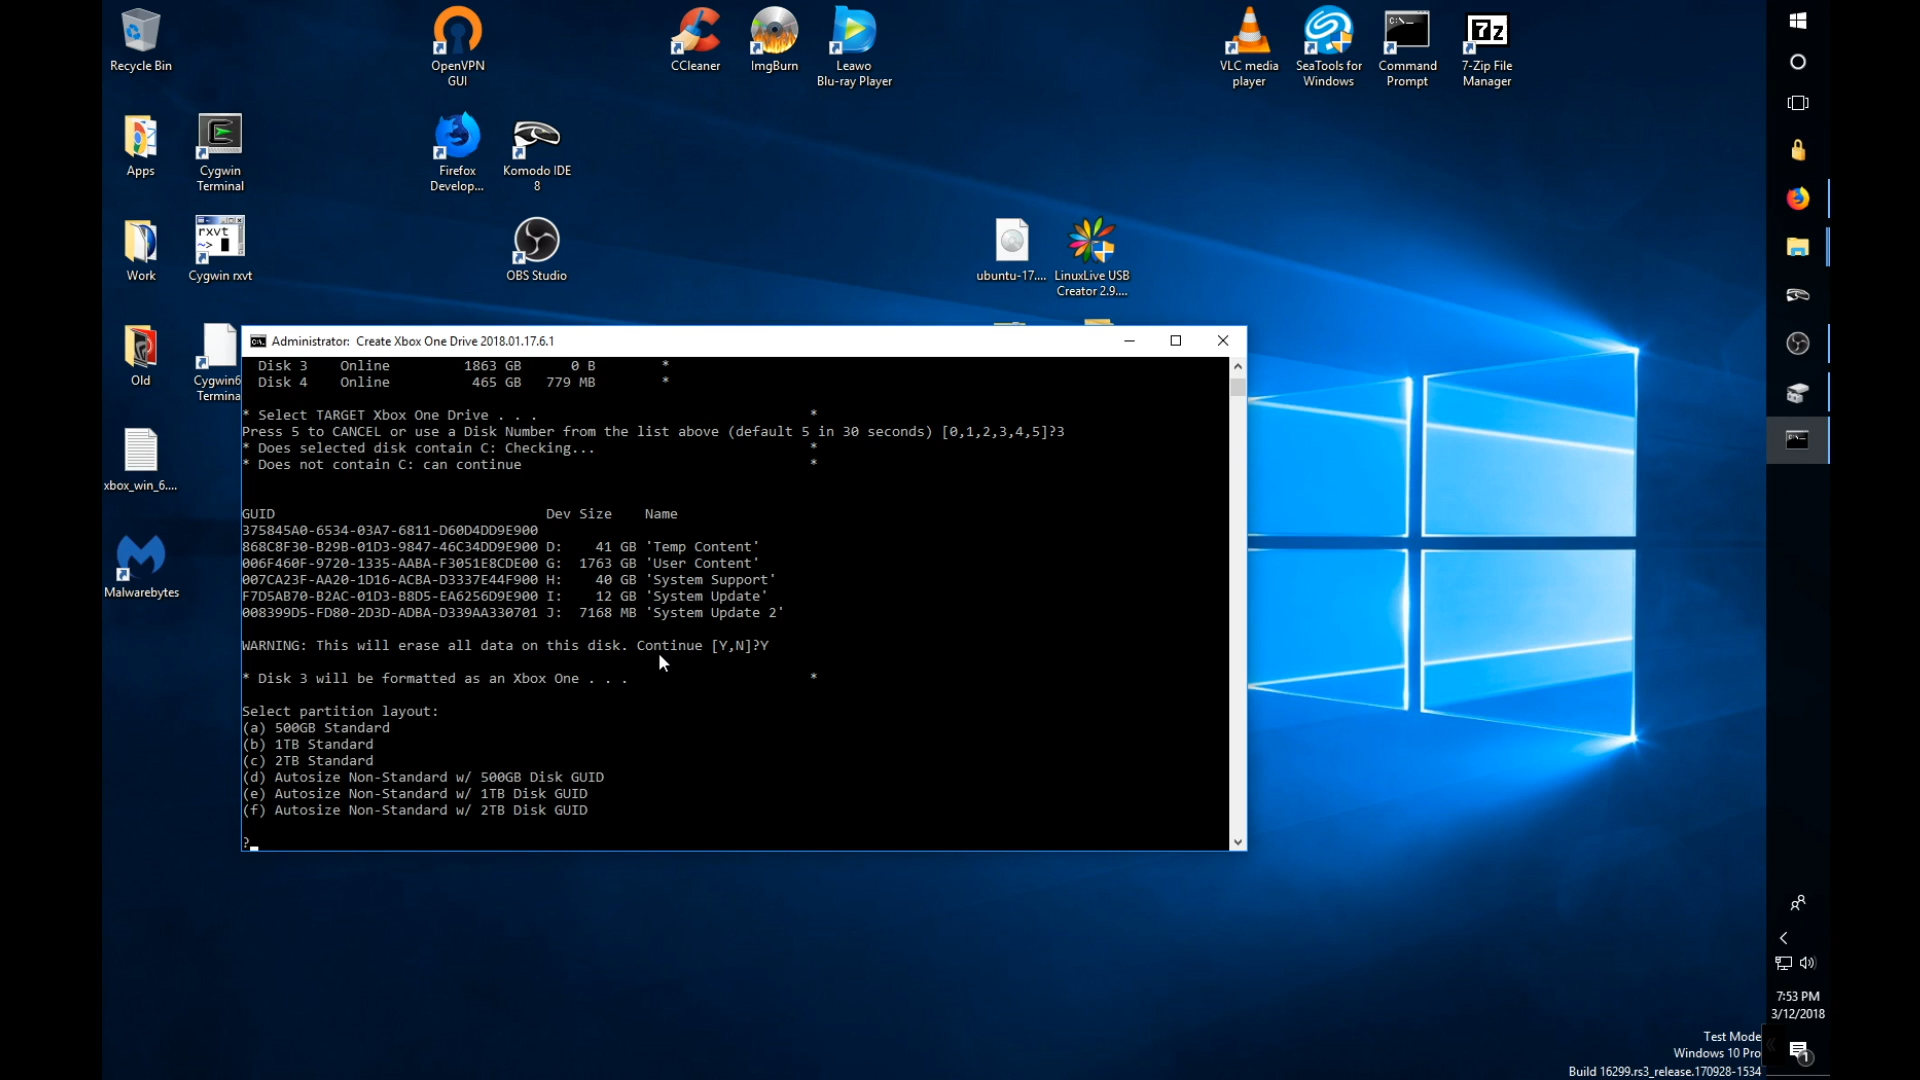 Recycle Bin
OpenVPN
GUI
CCleaner
ImgBurn
Leawo
Blu-ray Player
VLC media
player
SeaTools for
Windows
Command
Prompt
7-Zip File
Manager
Apps
Cygwin
Terminal
Firefox
Develop...
Komodo IDE
8
Work
Cygwin rxvt
OBS Studio
ubuntu-17....
LinuxLive USB
Creator 2.9....
Old
Cygwin6
Termina
xbox_win_6....
Malwarebytes
Administrator:  Create Xbox One Drive 2018.01.17.6.1
Disk 3    Online         1863 GB      0 B        *
Disk 4    Online          465 GB   779 MB        *
* Select TARGET Xbox One Drive . . .                                  *
Press 5 to CANCEL or use a Disk Number from the list above (default 5 in 30 seconds) [0,1,2,3,4,5]?3
* Does selected disk contain C: Checking...                           *
* Does not contain C: can continue                                    *
GUID                                 Dev Size    Name
375845A0-6534-03A7-6811-D60D4DD9E900
868C8F30-B29B-01D3-9847-46C34DD9E900 D:    41 GB 'Temp Content'
006F460F-9720-1335-AABA-F3051E8CDE00 G:  1763 GB 'User Content'
007CA23F-AA20-1D16-ACBA-D3337E44F900 H:    40 GB 'System Support'
F7D5AB70-B2AC-01D3-B8D5-EA6256D9E900 I:    12 GB 'System Update'
008399D5-FD80-2D3D-ADBA-D339AA330701 J:  7168 MB 'System Update 2'
WARNING: This will erase all data on this disk. Continue [Y,N]?Y
* Disk 3 will be formatted as an Xbox One . . .                       *
Select partition layout:
(a) 500GB Standard
(b) 1TB Standard
(c) 2TB Standard
(d) Autosize Non-Standard w/ 500GB Disk GUID
(e) Autosize Non-Standard w/ 1TB Disk GUID
(f) Autosize Non-Standard w/ 2TB Disk GUID
?
7:53 PM
3/12/2018
Test Mode
Windows 10 Pro
Build 16299.rs3_release.170928-1534
1